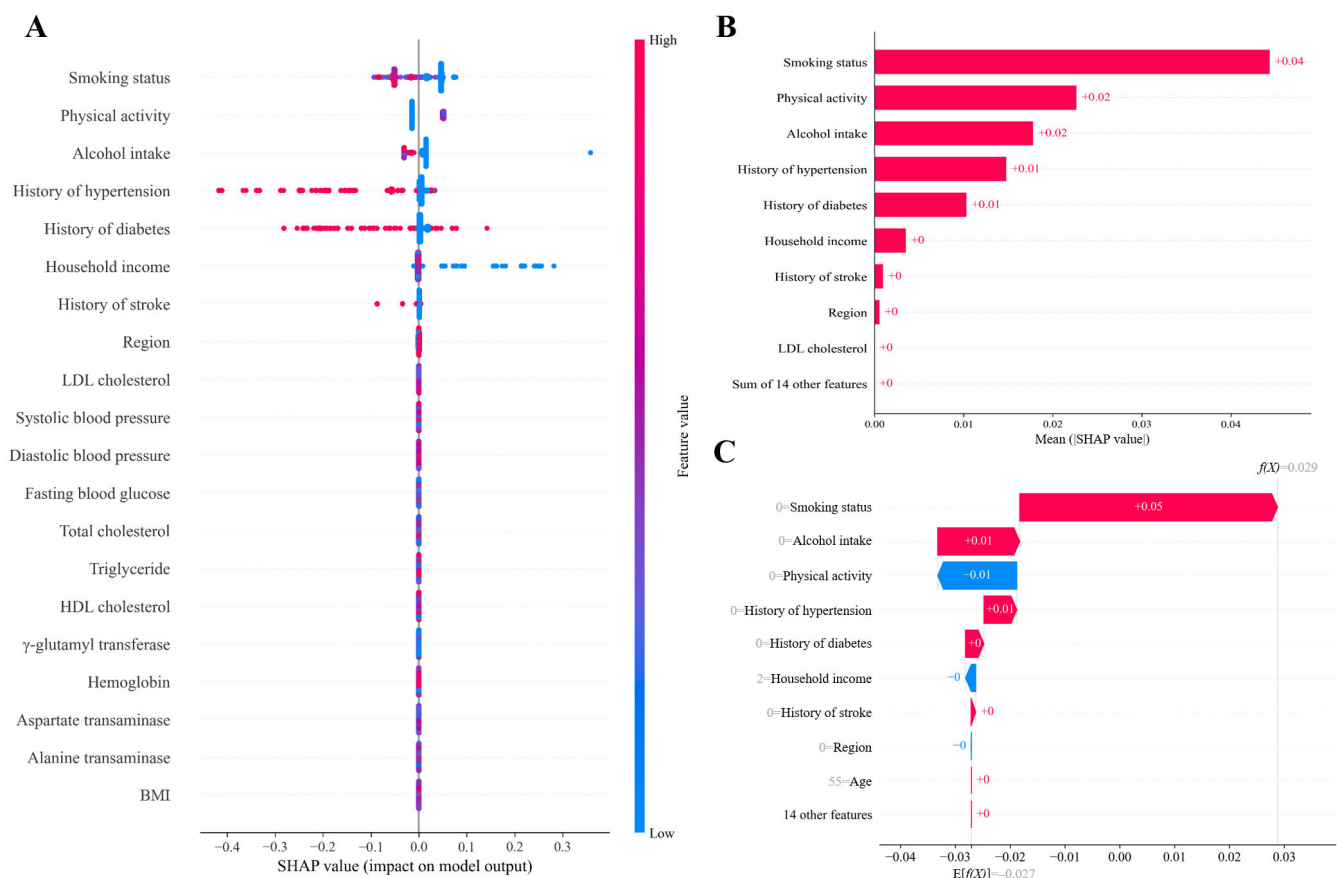 A
High
Smoking status
Physical activity
Alcohol intake
History of hypertension
History of diabetes
Household income
History of stroke
Region
LDL cholesterol
Systolic blood pressure
Diastolic blood pressure
Fasting blood glucose
Total cholesterol
Triglyceride
HDL cholesterol
γ-glutamyl transferase
Hemoglobin
Aspartate transaminase
Alanine transaminase
BMI
Low
Feature value
−0.4 −0.3 −0.2 −0.1 0.0 0.1 0.2 0.3
SHAP value (impact on model output)
B
Smoking status +0.04
Physical activity +0.02
Alcohol intake +0.02
History of hypertension +0.01
History of diabetes +0.01
Household income +0
History of stroke +0
Region +0
LDL cholesterol +0
Sum of 14 other features +0
0.00 0.01 0.02 0.03 0.04
Mean (|SHAP value|)
C
f(X)=0.029
0=Smoking status +0.05
0=Alcohol intake +0.01
0=Physical activity −0.01
0=History of hypertension +0.01
0=History of diabetes +0
2=Household income −0
0=History of stroke +0
0=Region −0
55=Age +0
14 other features +0
−0.04 −0.03 −0.02 −0.01 0.00 0.01 0.02 0.03
E[f(X)]=−0.027